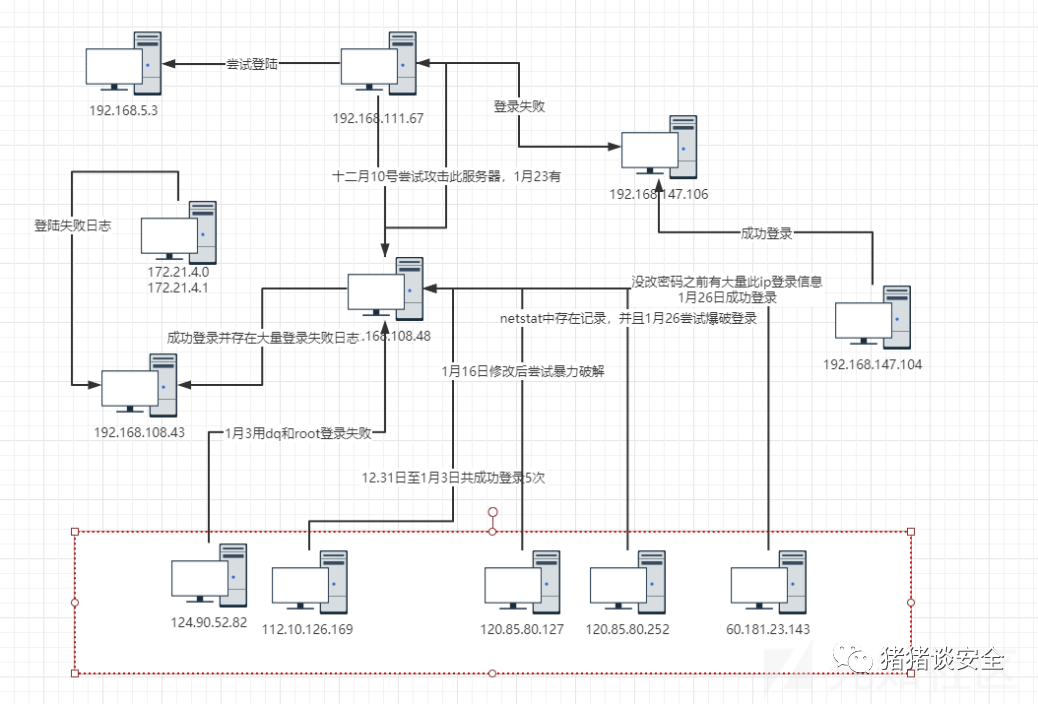 尝试登陆
192.168.5.3
192.168.111.67
登录失败
192.168.147.106
十二月10号尝试攻击此服务器，1月23有
登陆失败日志
172.21.4.0
172.21.4.1
成功登录
没改密码之前有大量此ip登录信息
1月26日成功登录
netstat中存在记录，并且1月26尝试爆破登录
成功登录并存在大量登录失败日志
.168.108.48
192.168.147.104
1月16日修改后尝试暴力破解
192.168.108.43
1月3用dq和root登录失败
12.31日至1月3日共成功登录5次
124.90.52.82
112.10.126.169
120.85.80.127
120.85.80.252
60.181.23.143
猪猪谈安全